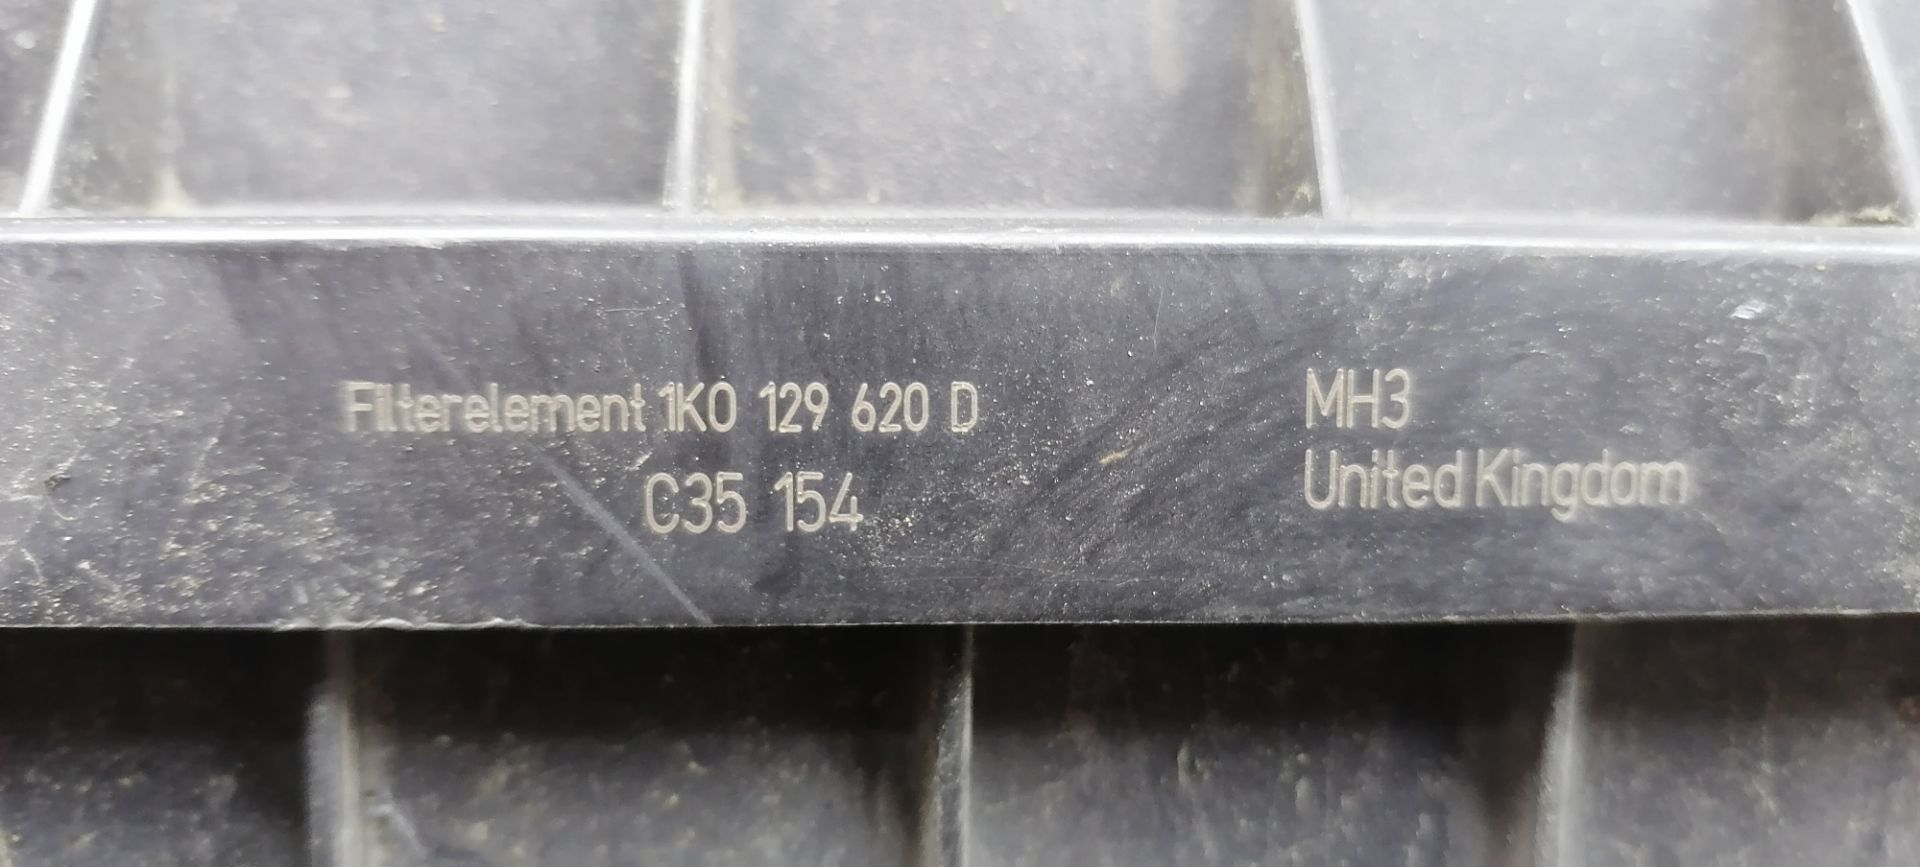 Filterelement 1K0 129 620 D
C35 154
MH3
United Kingdom